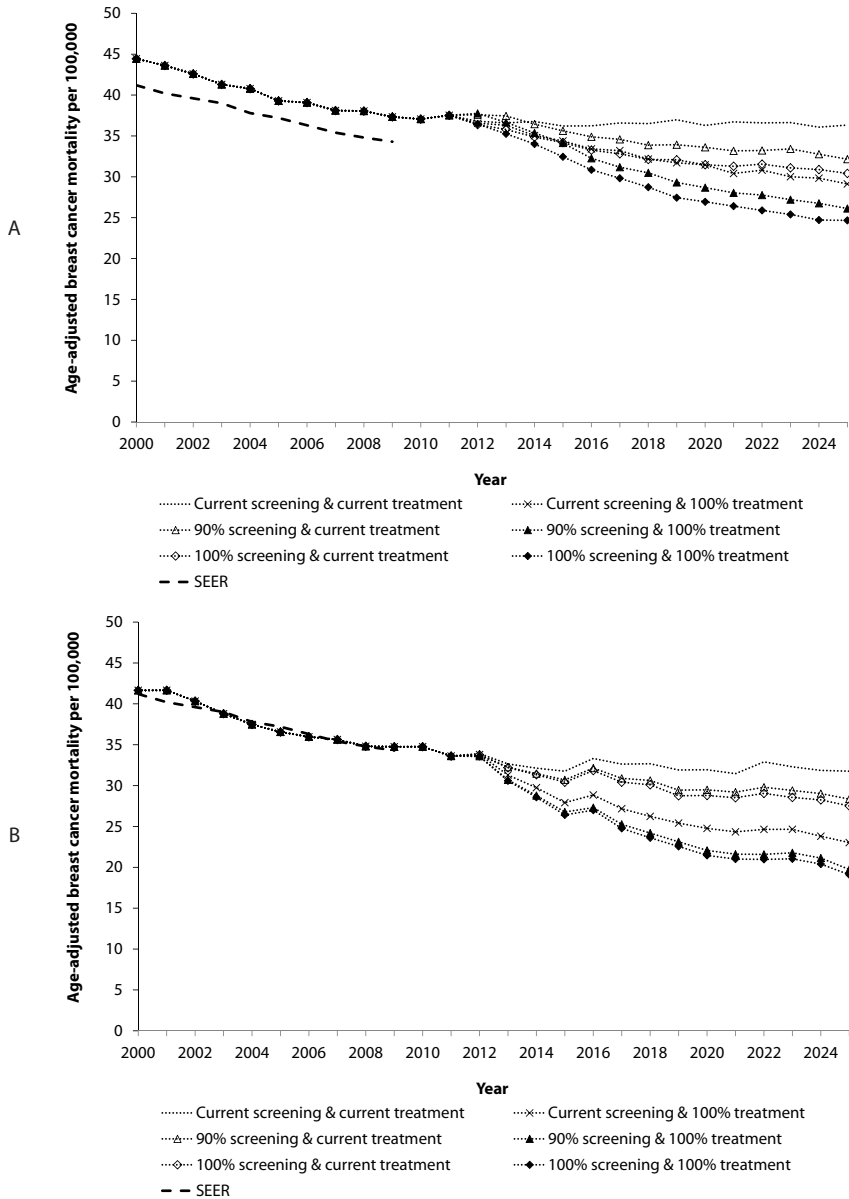 A
Age-adjusted breast cancer mortality per 100,000
50
45
40
35
30
25
20
15
10
5
0
2000 2002 2004 2006 2008 2010 2012 2014 2016 2018 2020 2022 2024
Year
Current screening & current treatment Current screening & 100% treatment
90% screening & current treatment 90% screening & 100% treatment
100% screening & current treatment 100% screening & 100% treatment
SEER
B
Age-adjusted breast cancer mortality per 100,000
50
45
40
35
30
25
20
15
10
5
0
2000 2002 2004 2006 2008 2010 2012 2014 2016 2018 2020 2022 2024
Year
Current screening & current treatment Current screening & 100% treatment
90% screening & current treatment 90% screening & 100% treatment
100% screening & current treatment 100% screening & 100% treatment
SEER